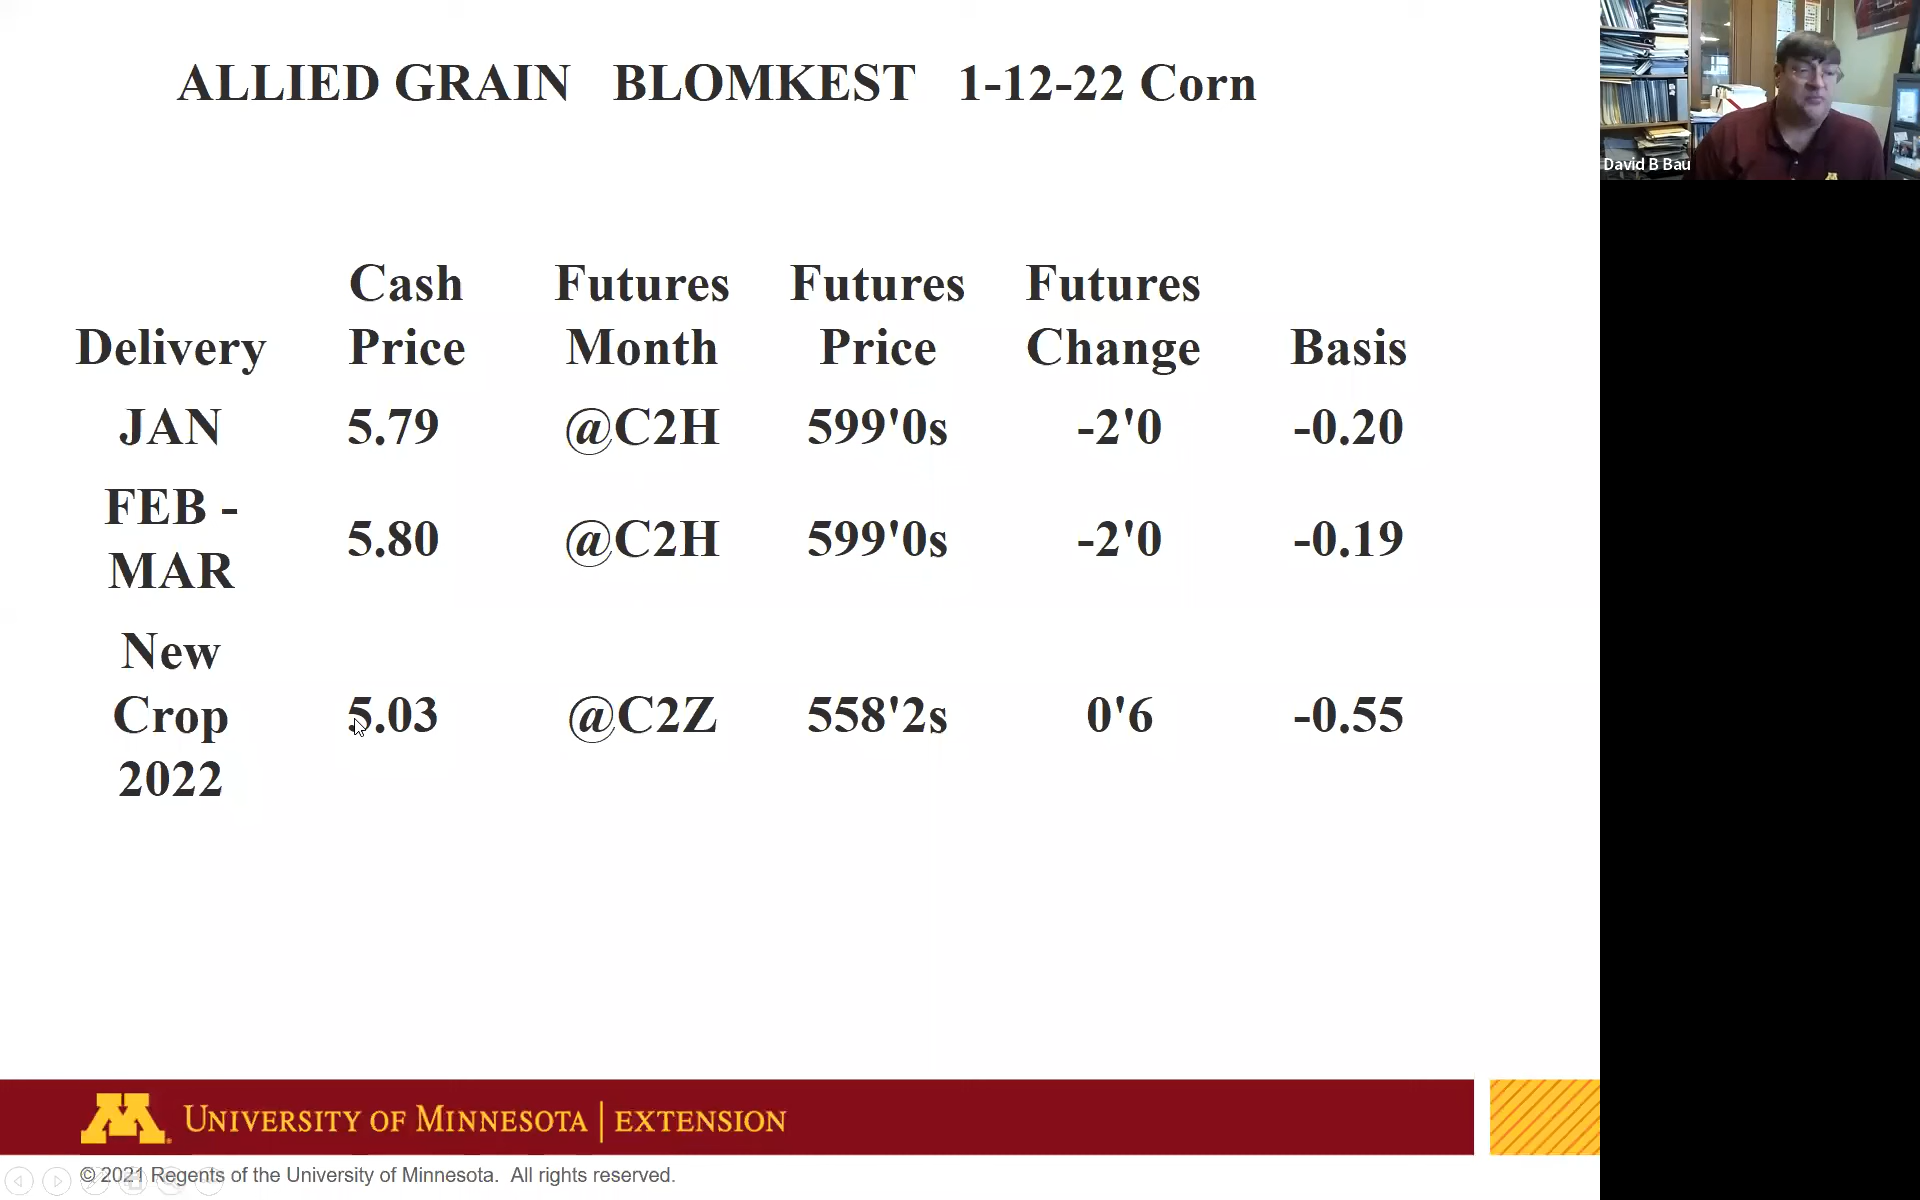 ALLIED GRAIN BLOMKEST 1-12-22 Corn
David B Bau
Cash Futures Futures Futures
Delivery Price Month Price Change Basis
JAN 5.79 @C2H 599'0s -2'0 -0.20
FEB -
MAR 5.80 @C2H 599'0s -2'0 -0.19
New
Crop 5.03 @C2Z 558'2s 0'6 -0.55
2022
UNIVERSITY OF MINNESOTA | EXTENSION
© 2021 Regents of the University of Minnesota. All rights reserved.